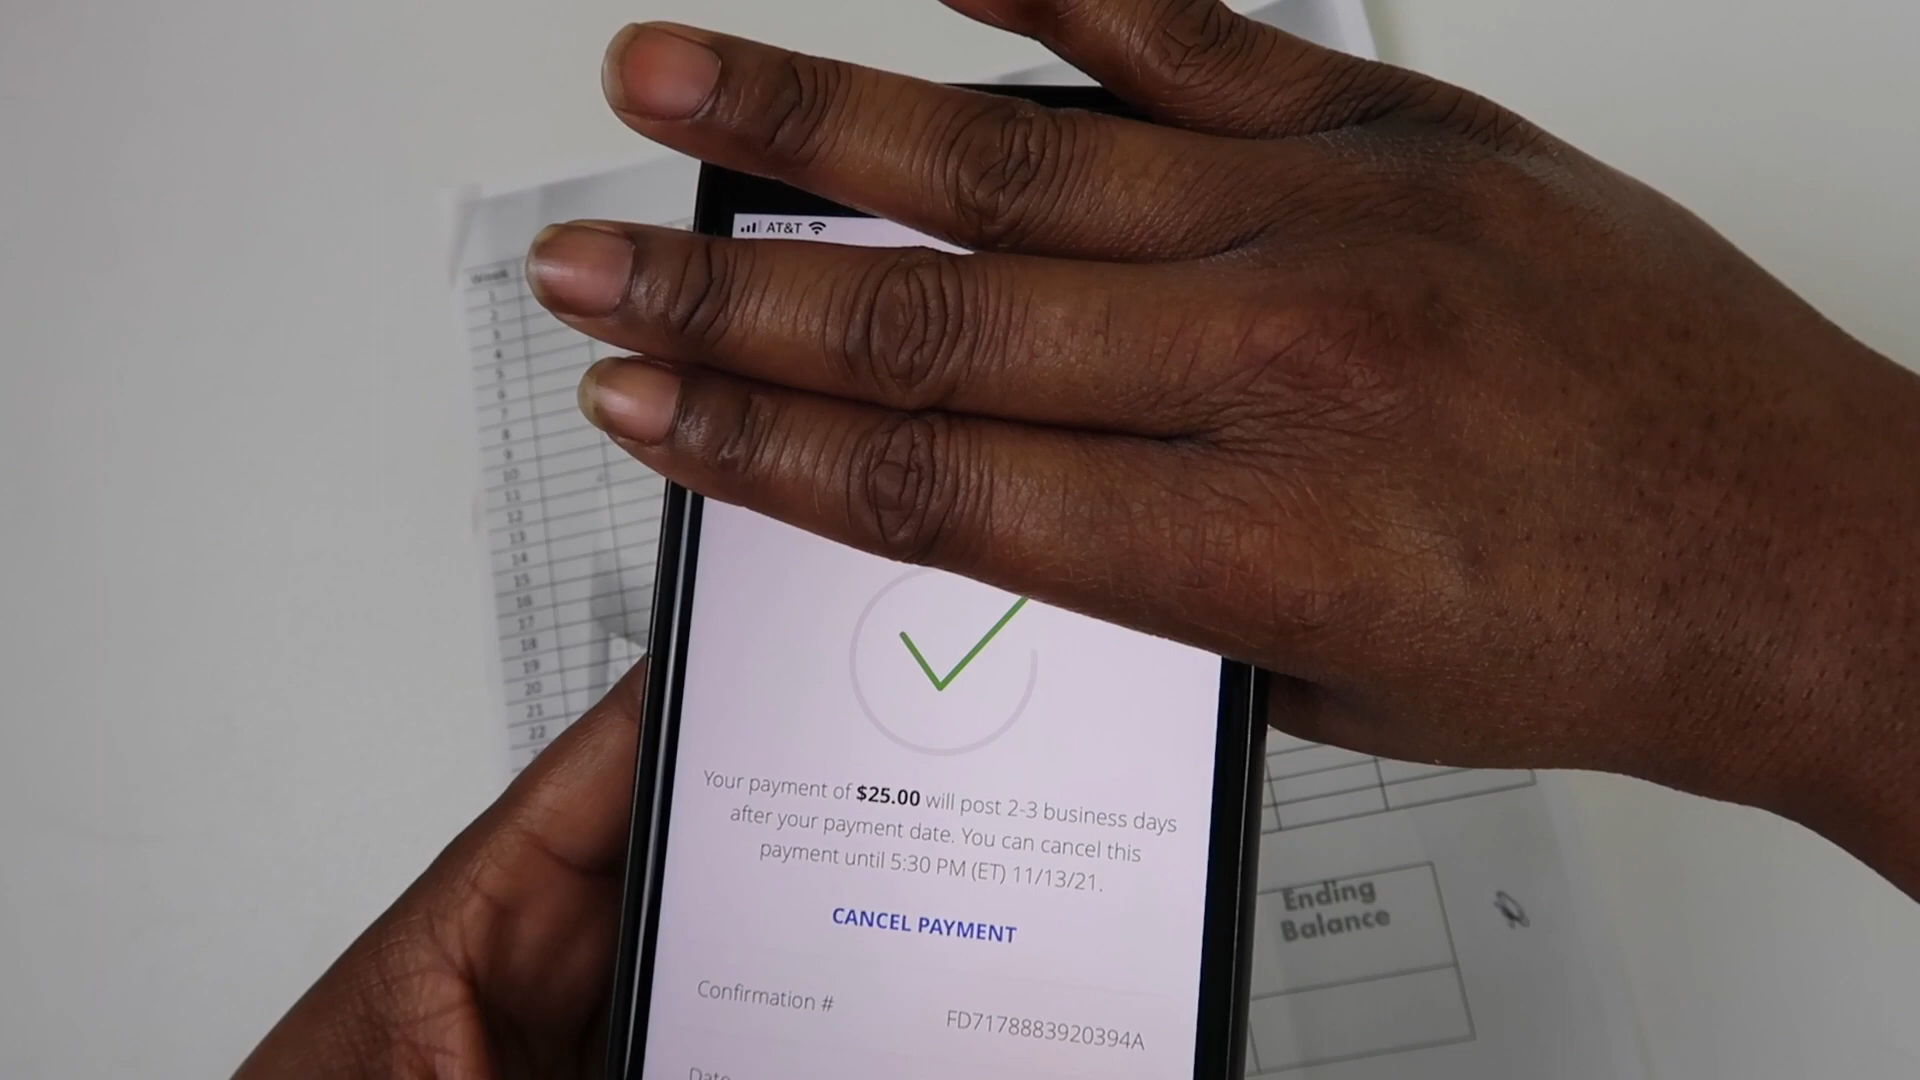 AT&T
Week
1
2
3
4
5
6
7
8
9
10
11
12
13
14
15
16
17
18
19
20
21
22
Your payment of $25.00 will post 2-3 business days
after your payment date. You can cancel this
payment until 5:30 PM (ET) 11/13/21.
CANCEL PAYMENT
Confirmation #
FD7178883920394A
Date
Ending
Balance